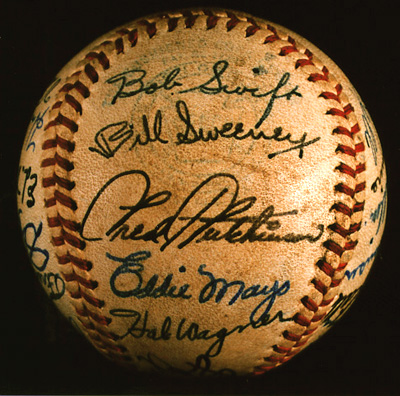 Bob Swift
Bill Sweeney
Fred Hutchinson
Eddie Mayo
Hal Wagner